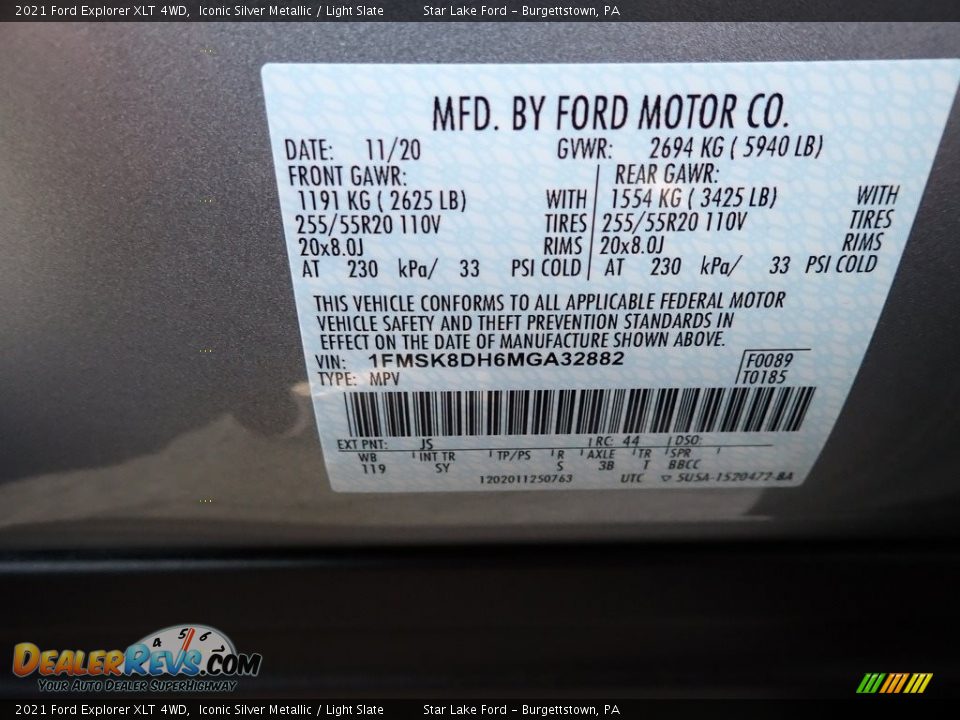 2021 Ford Explorer XLT 4WD, Iconic Silver Metallic / Light Slate Star Lake Ford - Burgettstown, PA
MFD. BY FORD MOTOR CO.
DATE: 11/20 GVWR: 2694 KG ( 5940 LB)
FRONT GAWR: REAR GAWR:
1191 KG ( 2625 LB) WITH 1554 KG ( 3425 LB) WITH
255/55R20 110V TIRES 255/55R20 110V TIRES
20x8.0J RIMS 20x8.0J RIMS
AT 230 kPa/ 33 PSI COLD AT 230 kPa/ 33 PSI COLD
THIS VEHICLE CONFORMS TO ALL APPLICABLE FEDERAL MOTOR
VEHICLE SAFETY AND THEFT PREVENTION STANDARDS IN
EFFECT ON THE DATE OF MANUFACTURE SHOWN ABOVE.
VIN: 1FMSK8DH6MGA32882 F0089
TYPE: MPV T0185
EXT PNT: JS RC: 44 DSO:
WB INT TR TP/PS R AXLE TR SPR
119 SY S 3B T BBCC
1202011250763 UTC ▽ 5USA-1520472-BA
4 5 6
DealerRevs.com
Your Auto Dealer SuperHighway
2021 Ford Explorer XLT 4WD, Iconic Silver Metallic / Light Slate Star Lake Ford - Burgettstown, PA